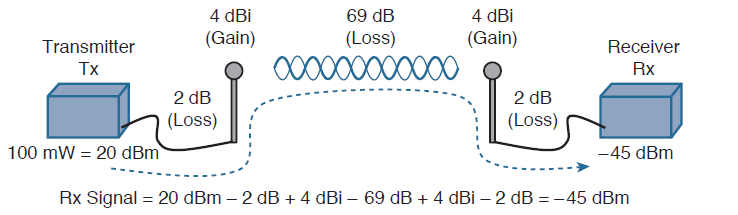 4 dBi
(Gain)
69 dB
(Loss)
4 dBi
(Gain)
Transmitter
Tx
Receiver
Rx
2 dB
(Loss)
2 dB
(Loss)
100 mW = 20 dBm
–45 dBm
Rx Signal = 20 dBm – 2 dB + 4 dBi – 69 dB + 4 dBi – 2 dB = –45 dBm